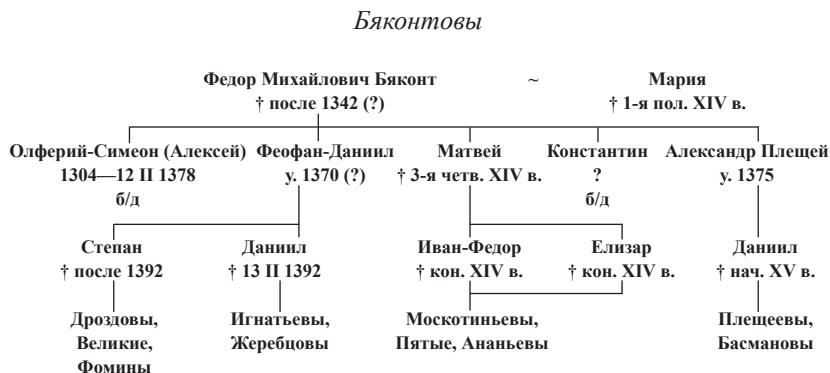 Бяконтовы
Федор Михайлович Бяконт ~ Мария
† после 1342 (?) † 1-я пол. XIV в.
Олферий-Симеон (Алексей) Феофан-Даниил Матвей Константин Александр Плещей
1304—12 II 1378 у. 1370 (?) † 3-я четв. XIV в. ? у. 1375
б/д б/д
Степан Даниил Иван-Федор Елизар Даниил
† после 1392 † 13 II 1392 † кон. XIV в. † кон. XIV в. † нач. XV в.
Дроздовы, Игнатьевы, Москотиньевы, Плещеевы,
Великие, Жеребцовы Пятые, Ананьевы Басмановы
Фомины